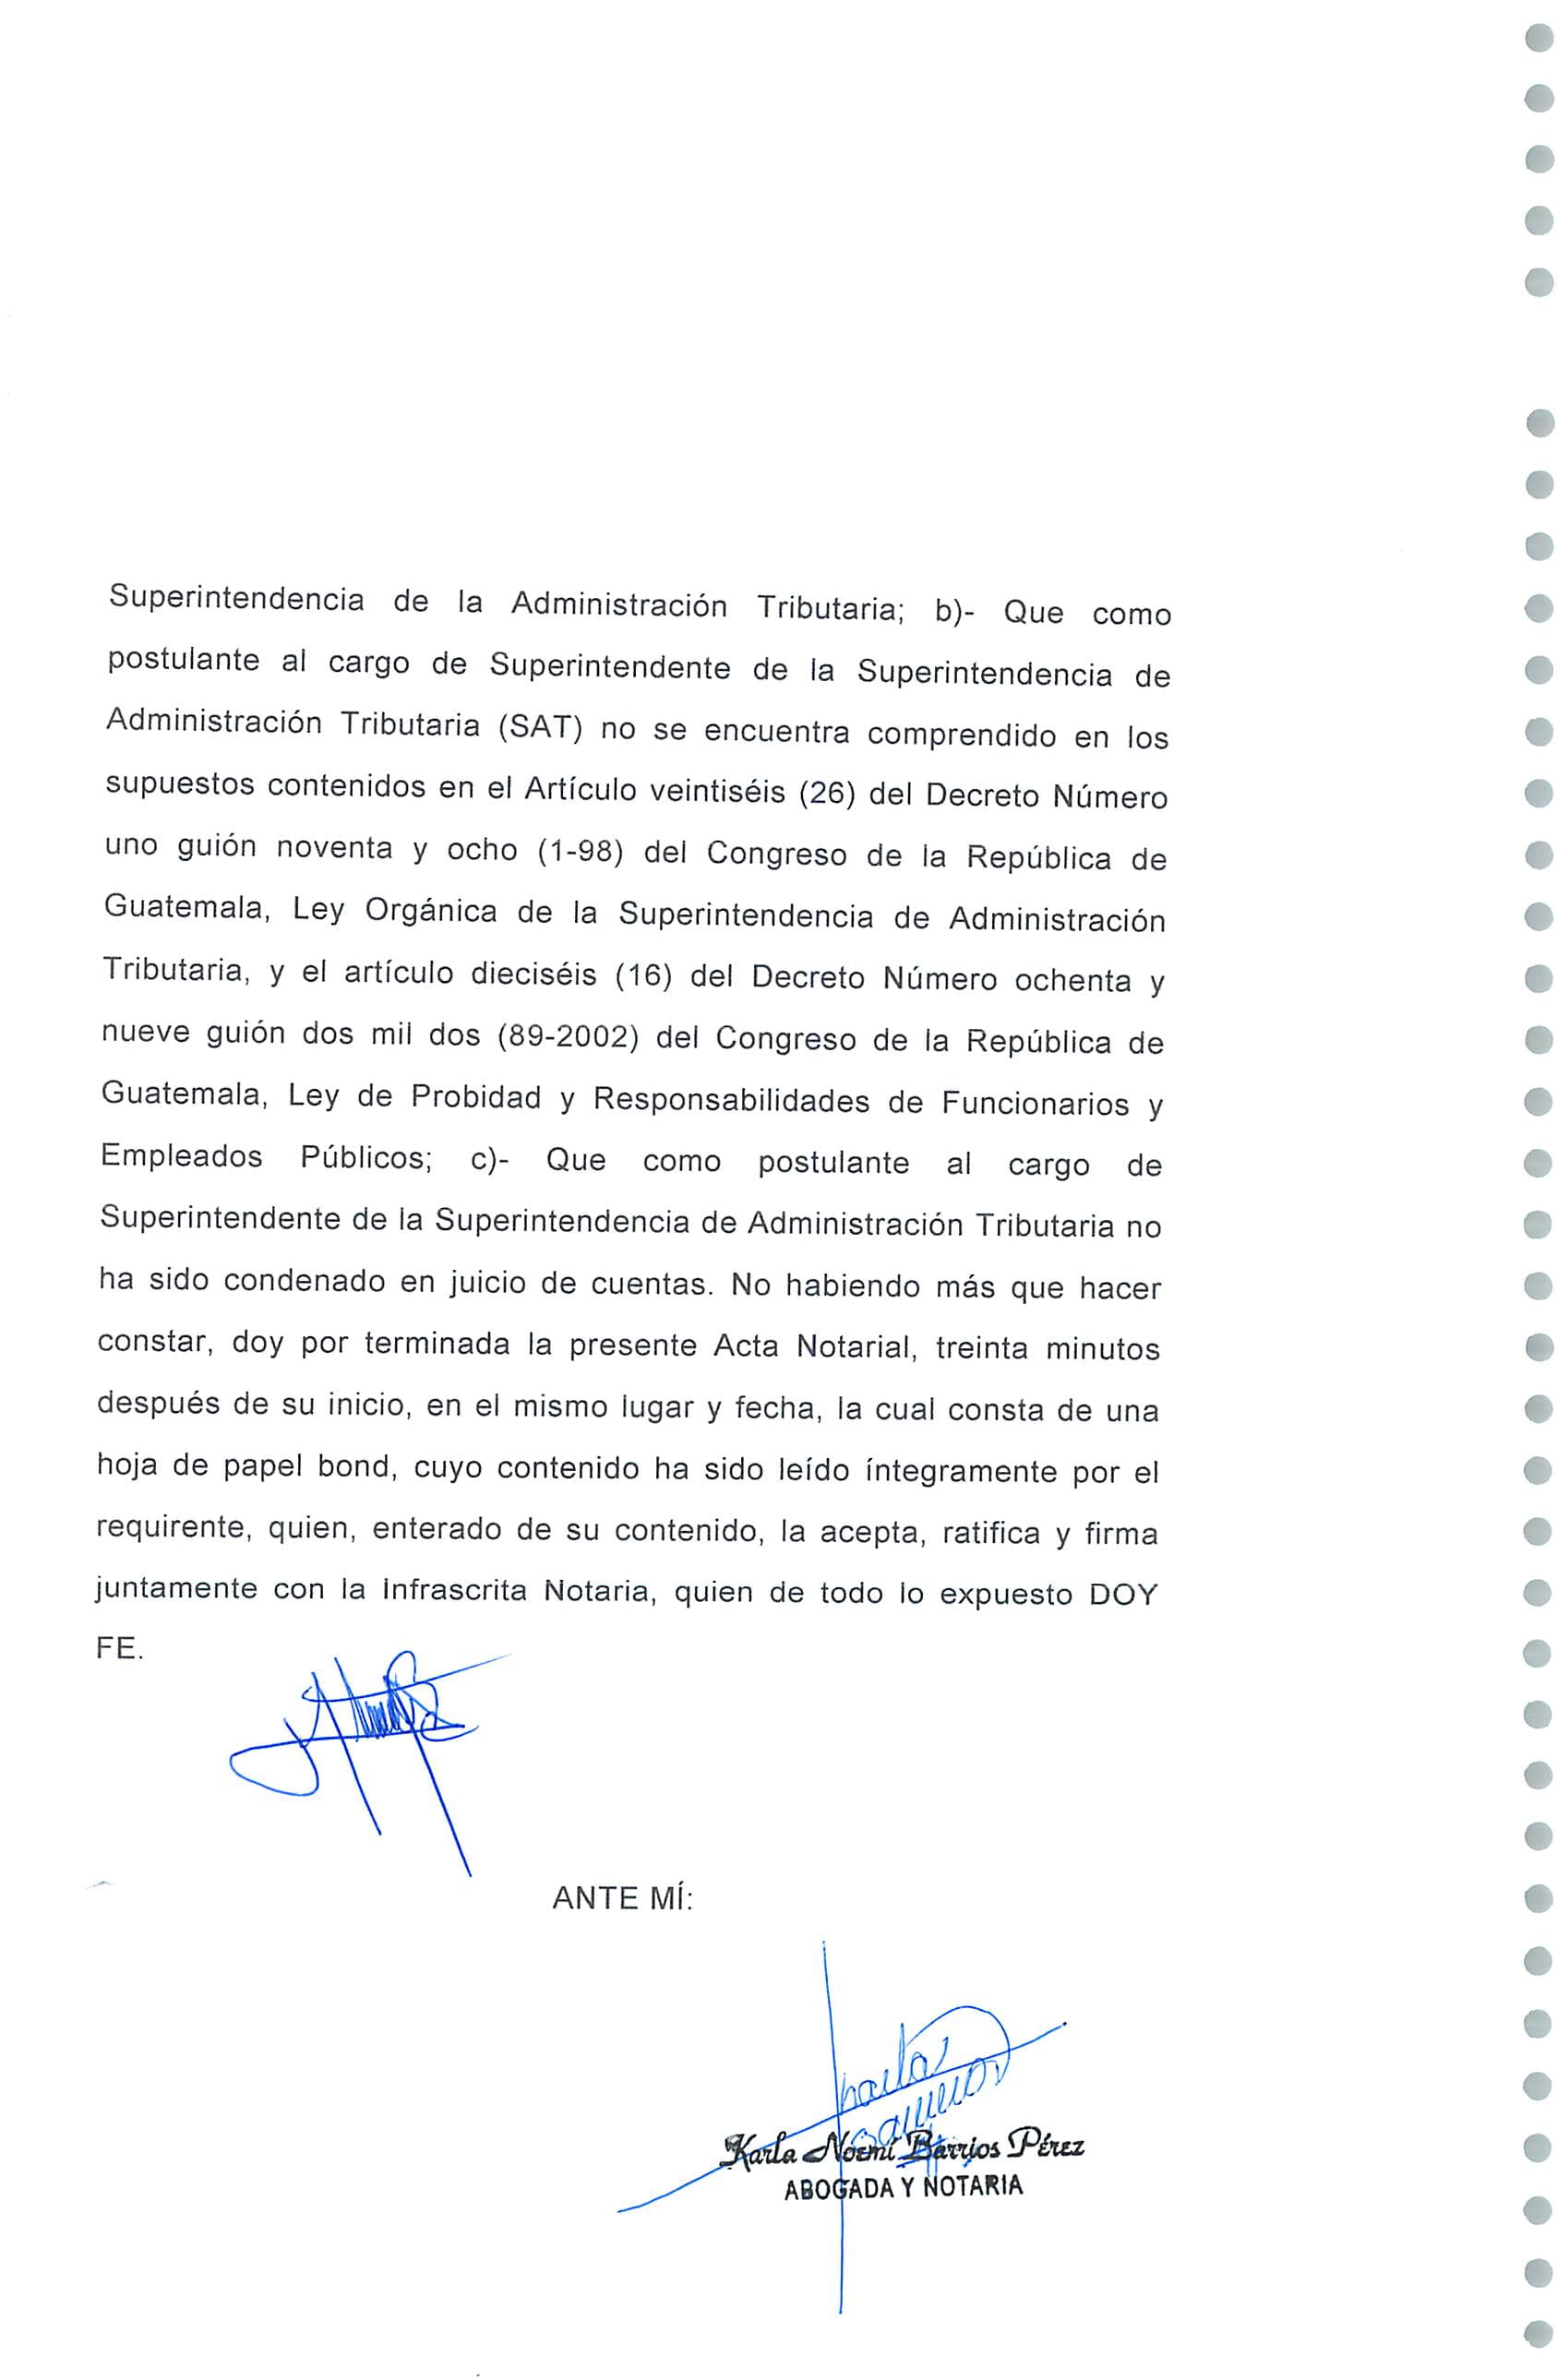 Superintendencia de la Administración Tributaria; b)- Que como
postulante al cargo de Superintendente de la Superintendencia de
Administración Tributaria (SAT) no se encuentra comprendido en los
supuestos contenidos en el Artículo veintiséis (26) del Decreto Número
uno guión noventa y ocho (1-98) del Congreso de la República de
Guatemala, Ley Orgánica de la Superintendencia de Administración
Tributaria, y el artículo dieciséis (16) del Decreto Número ochenta y
nueve guión dos mil dos (89-2002) del Congreso de la República de
Guatemala, Ley de Probidad y Responsabilidades de Funcionarios y
Empleados Públicos; c)- Que como postulante al cargo de
Superintendente de la Superintendencia de Administración Tributaria no
ha sido condenado en juicio de cuentas. No habiendo más que hacer
constar, doy por terminada la presente Acta Notarial, treinta minutos
después de su inicio, en el mismo lugar y fecha, la cual consta de una
hoja de papel bond, cuyo contenido ha sido leído íntegramente por el
requirente, quien, enterado de su contenido, la acepta, ratifica y firma
juntamente con la Infrascrita Notaria, quien de todo lo expuesto DOY
FE.
ANTE MÍ:
Karla Noemí Barrios Pérez
ABOGADA Y NOTARIA